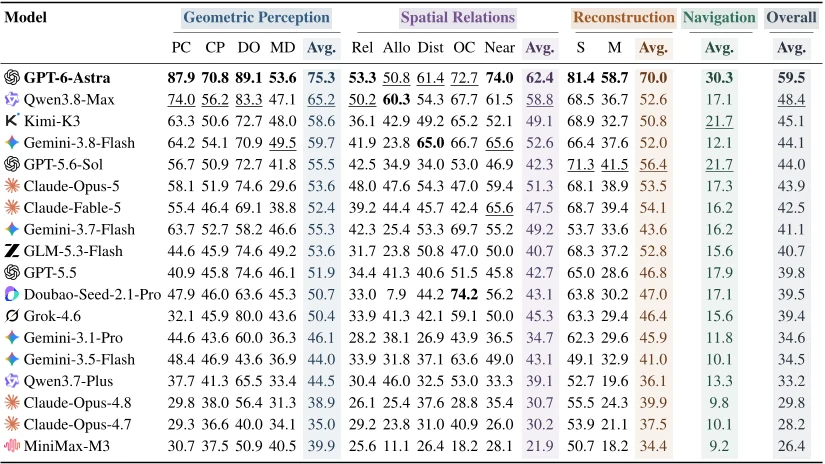 Model Geometric Perception Spatial Relations Reconstruction Navigation Overall
PC CP DO MD Avg. Rel Allo Dist OC Near Avg. S M Avg. Avg. Avg.
GPT-6-Astra 87.9 70.8 89.1 53.6 75.3 53.3 50.8 61.4 72.7 74.0 62.4 81.4 58.7 70.0 30.3 59.5
Qwen3.8-Max 74.0 56.2 83.3 47.1 65.2 50.2 60.3 54.3 67.7 61.5 58.8 68.5 36.7 52.6 17.1 48.4
Kimi-K3 63.3 50.6 72.7 48.0 58.6 36.1 42.9 49.2 65.2 52.1 49.1 68.9 32.7 50.8 21.7 45.1
Gemini-3.8-Flash 64.2 54.1 70.9 49.5 59.7 41.9 23.8 65.0 66.7 65.6 52.6 66.4 37.6 52.0 12.1 44.1
GPT-5.6-Sol 56.7 50.9 72.7 41.8 55.5 42.5 34.9 34.0 53.0 46.9 42.3 71.3 41.5 56.4 21.7 44.0
Claude-Opus-5 58.1 51.9 74.6 29.6 53.6 48.0 47.6 54.3 47.0 59.4 51.3 68.1 38.9 53.5 17.3 43.9
Claude-Fable-5 55.4 46.4 69.1 38.8 52.4 39.2 44.4 45.7 42.4 65.6 47.5 68.7 39.4 54.1 16.2 42.5
Gemini-3.7-Flash 63.7 52.7 58.2 46.6 55.3 42.3 25.4 53.3 69.7 55.2 49.2 53.7 33.6 43.6 16.2 41.1
GLM-5.3-Flash 44.6 45.9 74.6 49.2 53.6 31.7 23.8 50.8 47.0 50.0 40.7 68.3 37.2 52.8 15.6 40.7
GPT-5.5 40.9 45.8 74.6 46.1 51.9 34.4 41.3 40.6 51.5 45.8 42.7 65.0 28.6 46.8 17.9 39.8
Doubao-Seed-2.1-Pro 47.9 46.0 63.6 45.3 50.7 33.0 7.9 44.2 74.2 56.2 43.1 63.8 30.2 47.0 17.1 39.5
Grok-4.6 32.1 45.9 80.0 43.6 50.4 33.9 41.3 42.1 59.1 50.0 45.3 63.3 29.4 46.4 15.6 39.4
Gemini-3.1-Pro 44.6 43.6 60.0 36.3 46.1 28.2 38.1 26.9 43.9 36.5 34.7 62.3 29.6 45.9 11.8 34.6
Gemini-3.5-Flash 48.4 46.9 43.6 36.9 44.0 33.9 31.8 37.1 63.6 49.0 43.1 49.1 32.9 41.0 10.1 34.5
Qwen3.7-Plus 37.7 41.3 65.5 33.4 44.5 30.4 46.0 32.5 53.0 33.3 39.1 52.7 19.6 36.1 13.3 33.2
Claude-Opus-4.8 29.8 38.0 56.4 31.3 38.9 26.1 25.4 37.6 28.8 35.4 30.7 55.5 24.3 39.9 9.8 29.8
Claude-Opus-4.7 29.3 36.6 40.0 34.1 35.0 29.2 23.8 31.0 40.9 26.0 30.2 53.9 21.1 37.5 10.1 28.2
MiniMax-M3 30.7 37.5 50.9 40.5 39.9 25.6 11.1 26.4 18.2 28.1 21.9 50.7 18.2 34.4 9.2 26.4